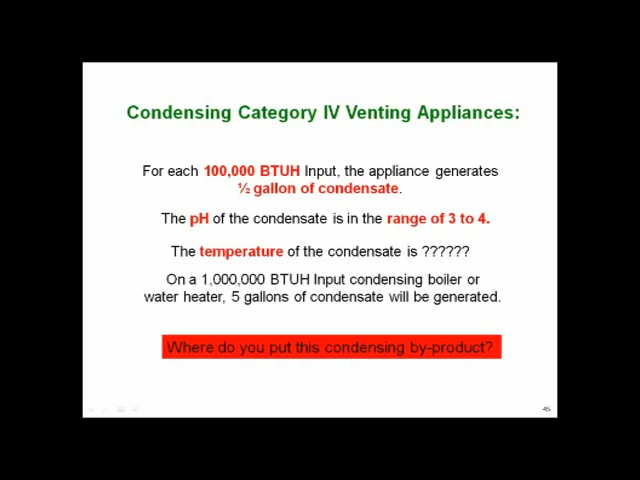 Condensing Category IV Venting Appliances:
For each 100,000 BTUH Input, the appliance generates
½ gallon of condensate.
The pH of the condensate is in the range of 3 to 4.
The temperature of the condensate is ??????
On a 1,000,000 BTUH Input condensing boiler or
water heater, 5 gallons of condensate will be generated.
Where do you put this condensing by-product?
45